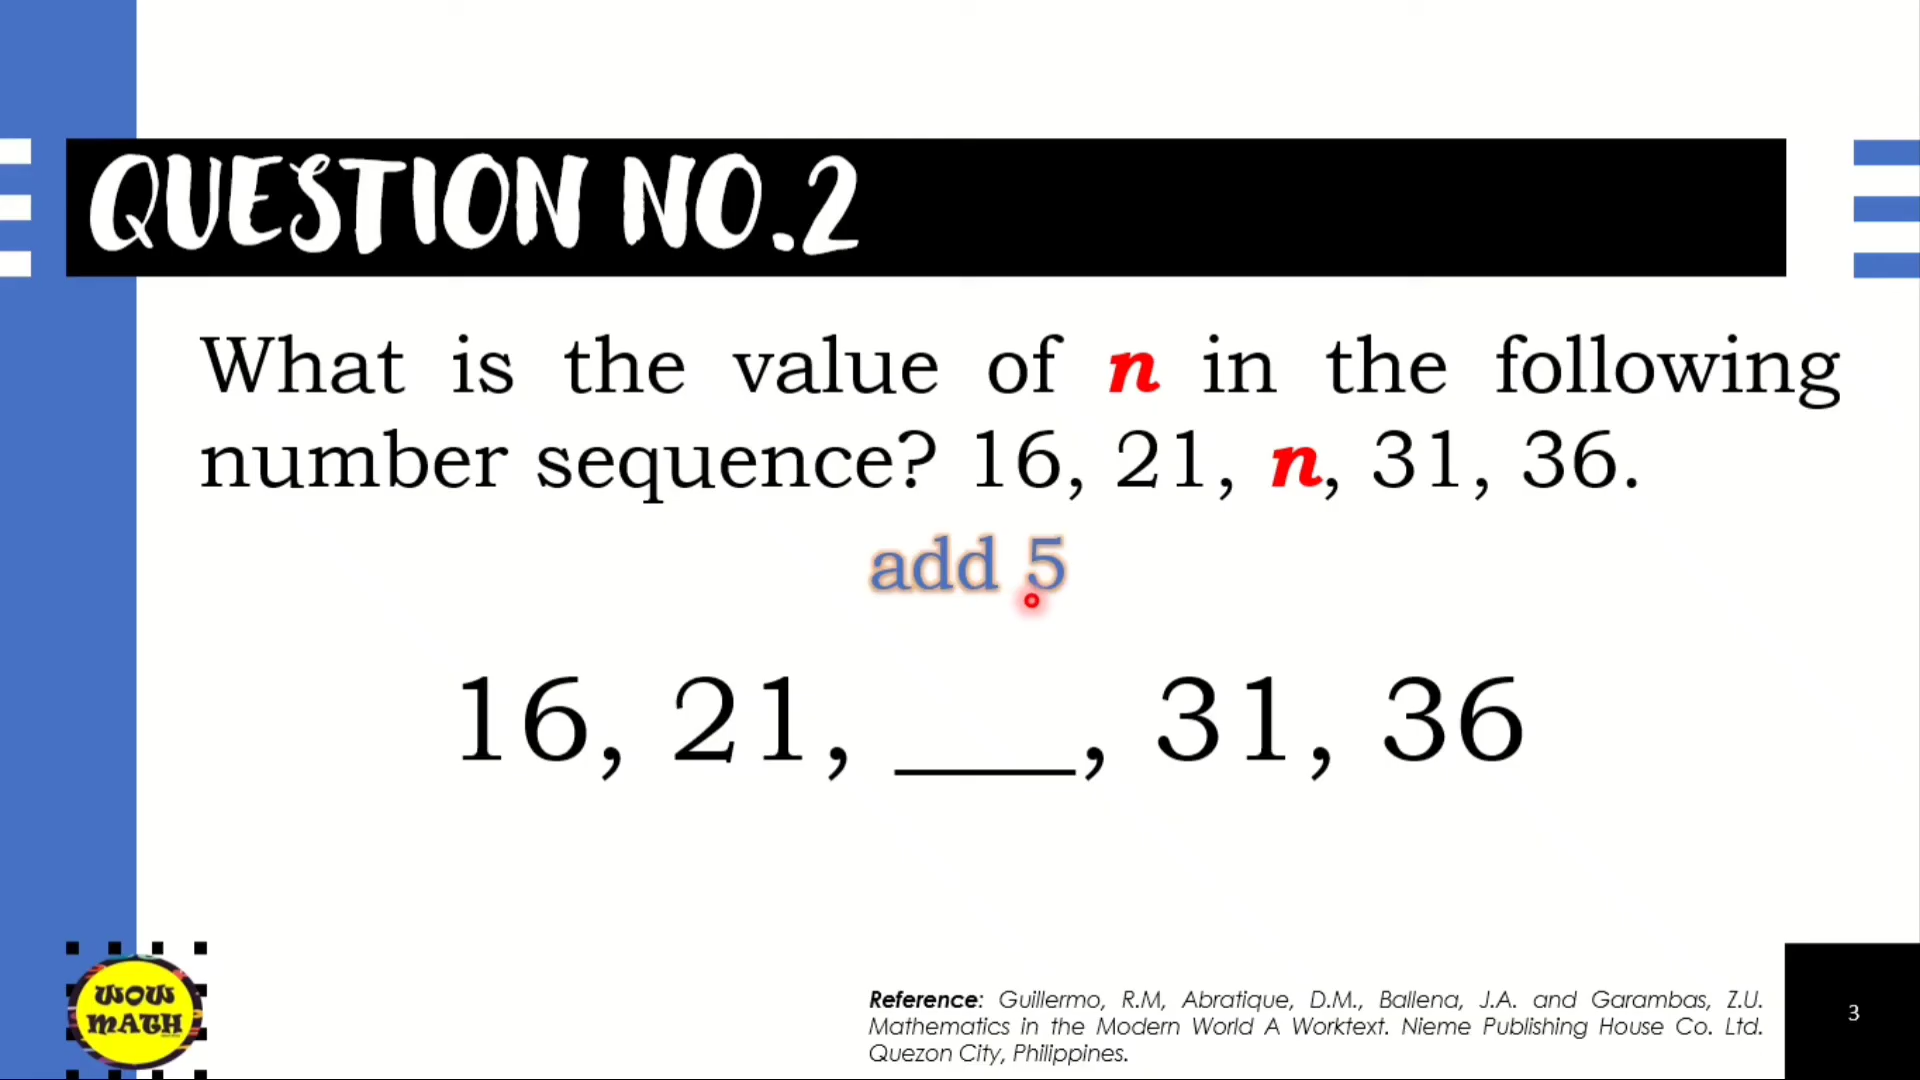 QUESTION NO.2
What is the value of n in the following
number sequence? 16, 21, n, 31, 36.
add 5
16, 21, ___, 31, 36
WOW
MATH
Reference: Guillermo, R.M, Abratique, D.M., Ballena, J.A. and Garambas, Z.U.
Mathematics in the Modern World A Worktext. Nieme Publishing House Co. Ltd.
Quezon City, Philippines.
3